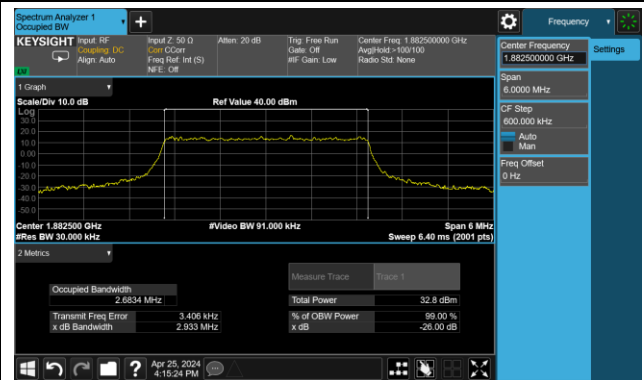 Spectrum Analyzer 1
Occupied BW
Frequency
KEYSIGHT
Input: RF
Coupling: DC
Align: Auto
Input Z: 50 Ω
Corr CCorr
Freq Ref: Int (S)
NFE: Off
Atten: 20 dB
Trig: Free Run
Gate: Off
#IF Gain: Low
Center Freq: 1.882500000 GHz
Avg|Hold:>100/100
Radio Std: None
Center Frequency
1.882500000 GHz
Settings
Span
6.0000 MHz
CF Step
600.000 kHz
Auto
Man
Freq Offset
0 Hz
1 Graph
Scale/Div 10.0 dB
Ref Value 40.00 dBm
Log
30.0
20.0
10.0
0.00
-10.0
-20.0
-30.0
-40.0
-50.0
Center 1.882500 GHz
#Video BW 91.000 kHz
Span 6 MHz
#Res BW 30.000 kHz
Sweep 6.40 ms (2001 pts)
2 Metrics
Measure Trace
Trace 1
Occupied Bandwidth
2.6834 MHz
Total Power
32.8 dBm
Transmit Freq Error
3.406 kHz
% of OBW Power
99.00 %
x dB Bandwidth
2.933 MHz
x dB
-26.00 dB
?
Apr 25, 2024
4:15:24 PM